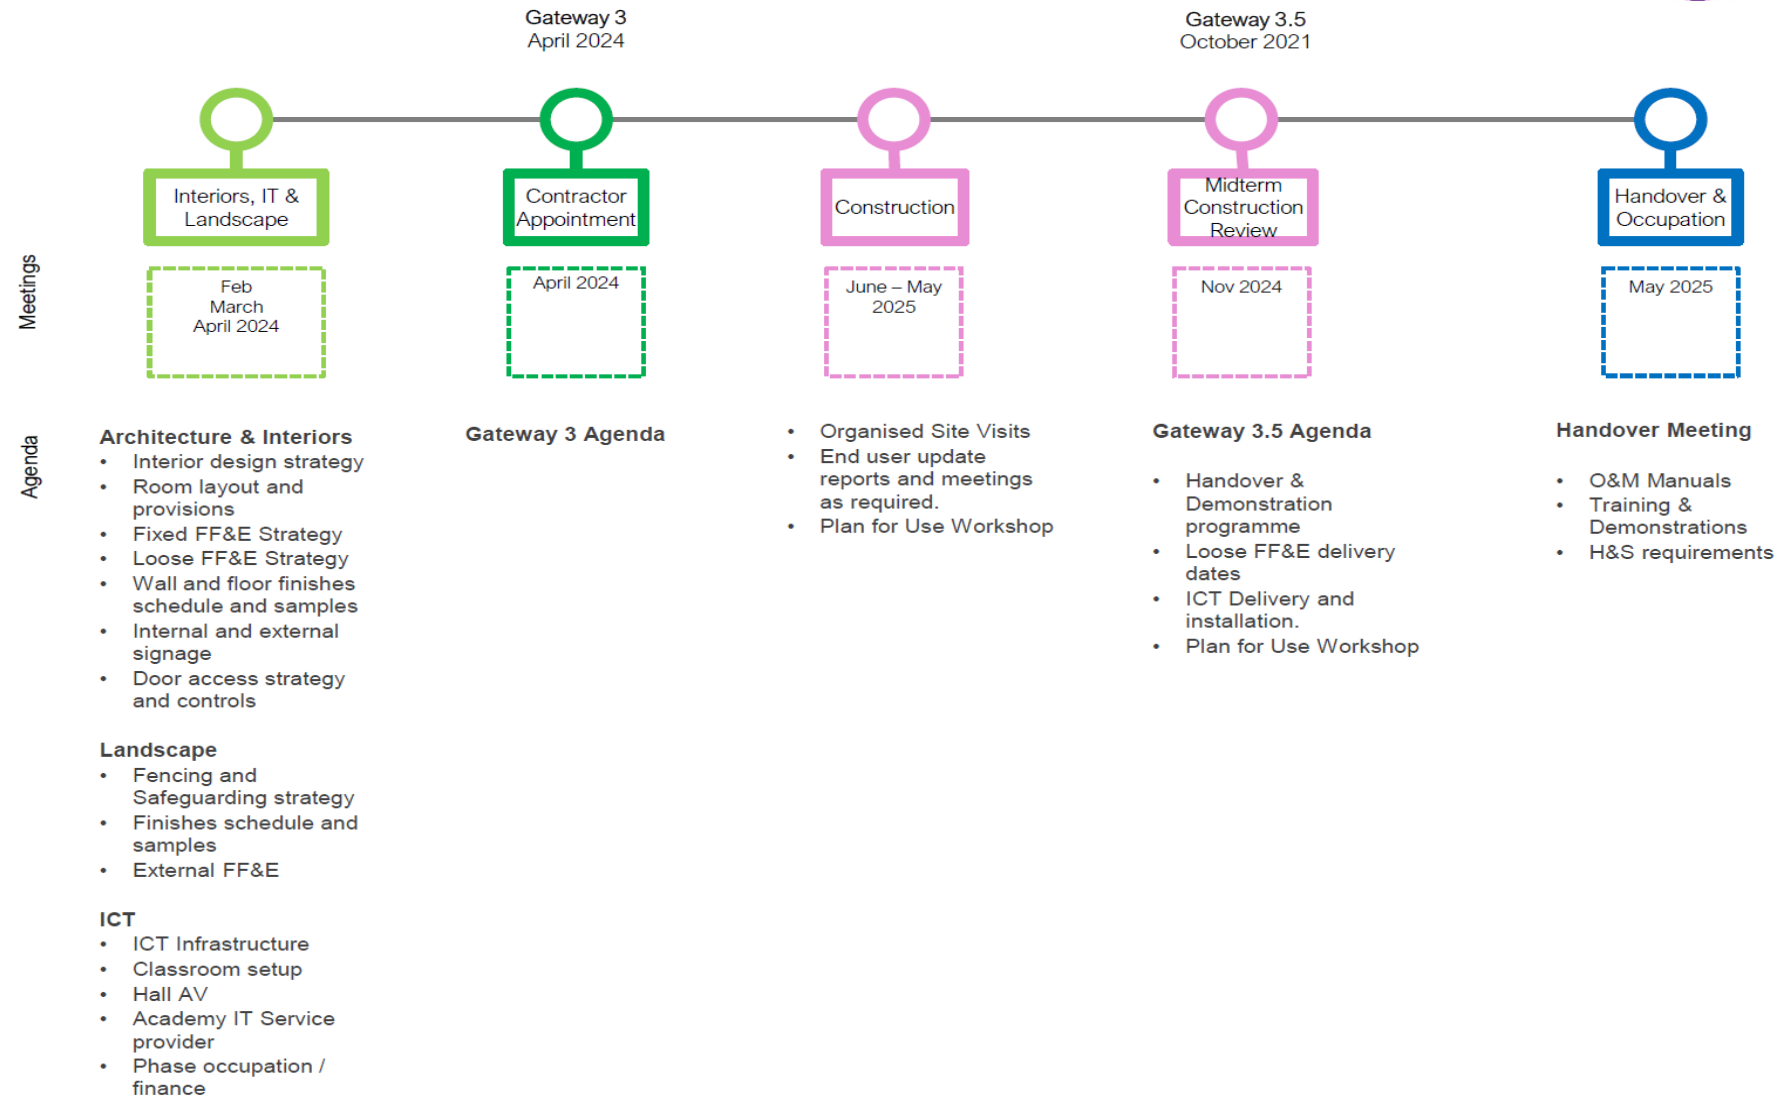 Gateway 3
April 2024
Gateway 3.5
October 2021
Interiors, IT &
Landscape
Contractor
Appointment
Construction
Midterm
Construction
Review
Handover &
Occupation
Meetings
Feb
March
April 2024
April 2024
June – May
2025
Nov 2024
May 2025
Agenda
Architecture & Interiors
• Interior design strategy
• Room layout and
provisions
• Fixed FF&E Strategy
• Loose FF&E Strategy
• Wall and floor finishes
schedule and samples
• Internal and external
signage
• Door access strategy
and controls
Landscape
• Fencing and
Safeguarding strategy
• Finishes schedule and
samples
• External FF&E
ICT
• ICT Infrastructure
• Classroom setup
• Hall AV
• Academy IT Service
provider
• Phase occupation /
finance
Gateway 3 Agenda
• Organised Site Visits
• End user update
reports and meetings
as required.
• Plan for Use Workshop
Gateway 3.5 Agenda
• Handover &
Demonstration
programme
• Loose FF&E delivery
dates
• ICT Delivery and
installation.
• Plan for Use Workshop
Handover Meeting
• O&M Manuals
• Training &
Demonstrations
• H&S requirements